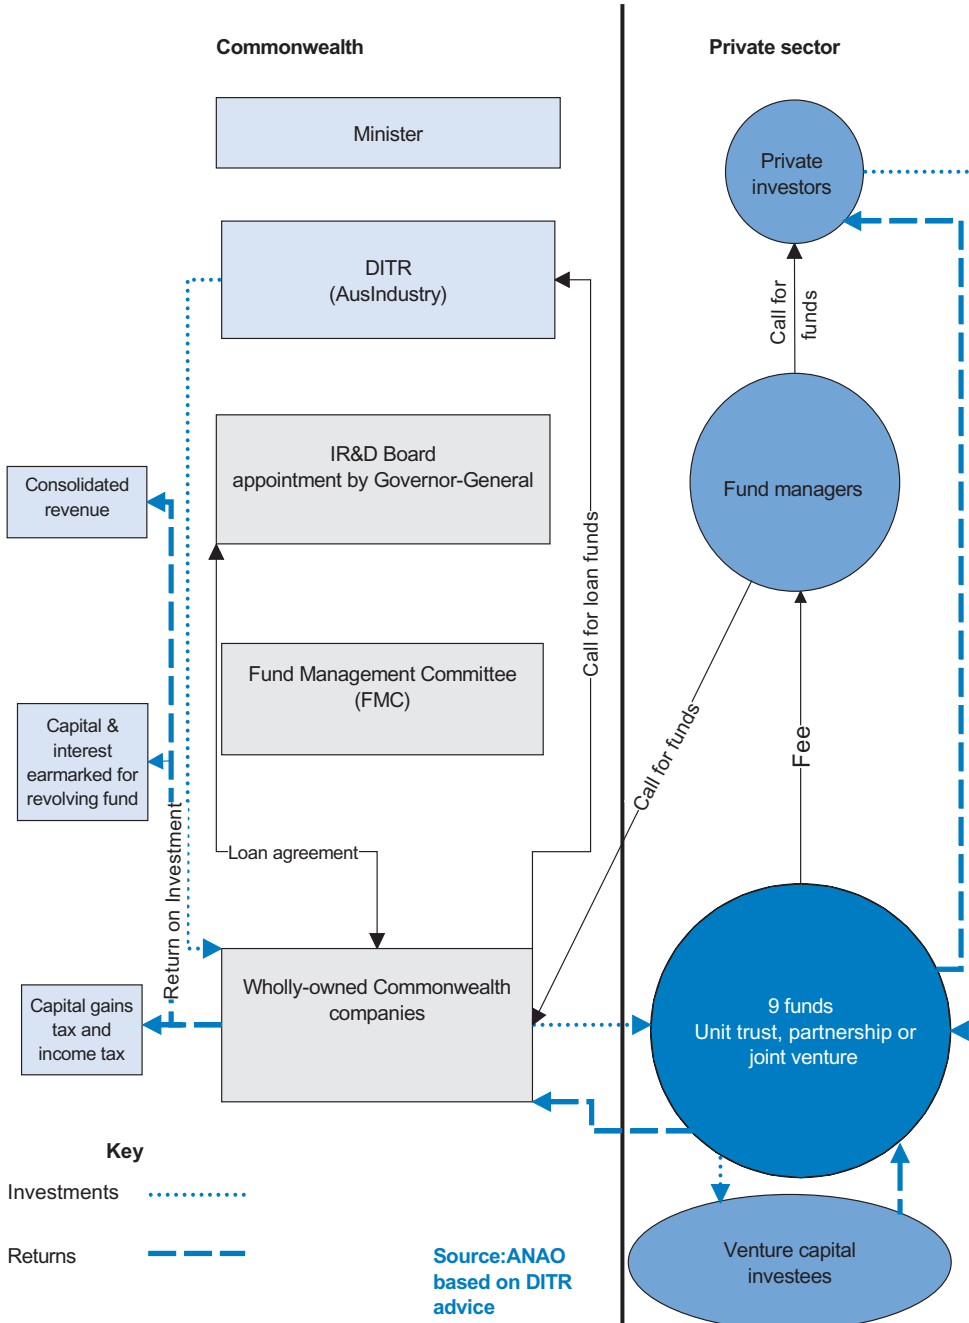 Commonwealth
Private sector
Minister
Private
investors
DITR
(AusIndustry)
Call for
funds
IR&D Board
appointment by Governor-General
Consolidated
revenue
Fund managers
Call for loan funds
Fund Management Committee
(FMC)
Capital &
interest
earmarked for
revolving fund
Call for funds
Fee
Return on Investment
Loan agreement
Wholly-owned Commonwealth
companies
Capital gains
tax and
income tax
9 funds
Unit trust, partnership or
joint venture
Key
Investments
Returns
Source:ANAO
based on DITR
advice
Venture capital
investees